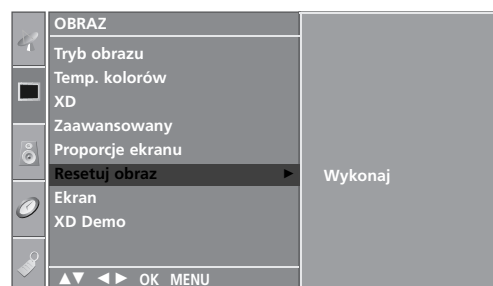 OBRAZ
Tryb obrazu
Temp. kolorów
XD
Zaawansowany
Proporcje ekranu
Resetuj obraz ► Wykonaj
Ekran
XD Demo
▲▼ ◄► OK MENU